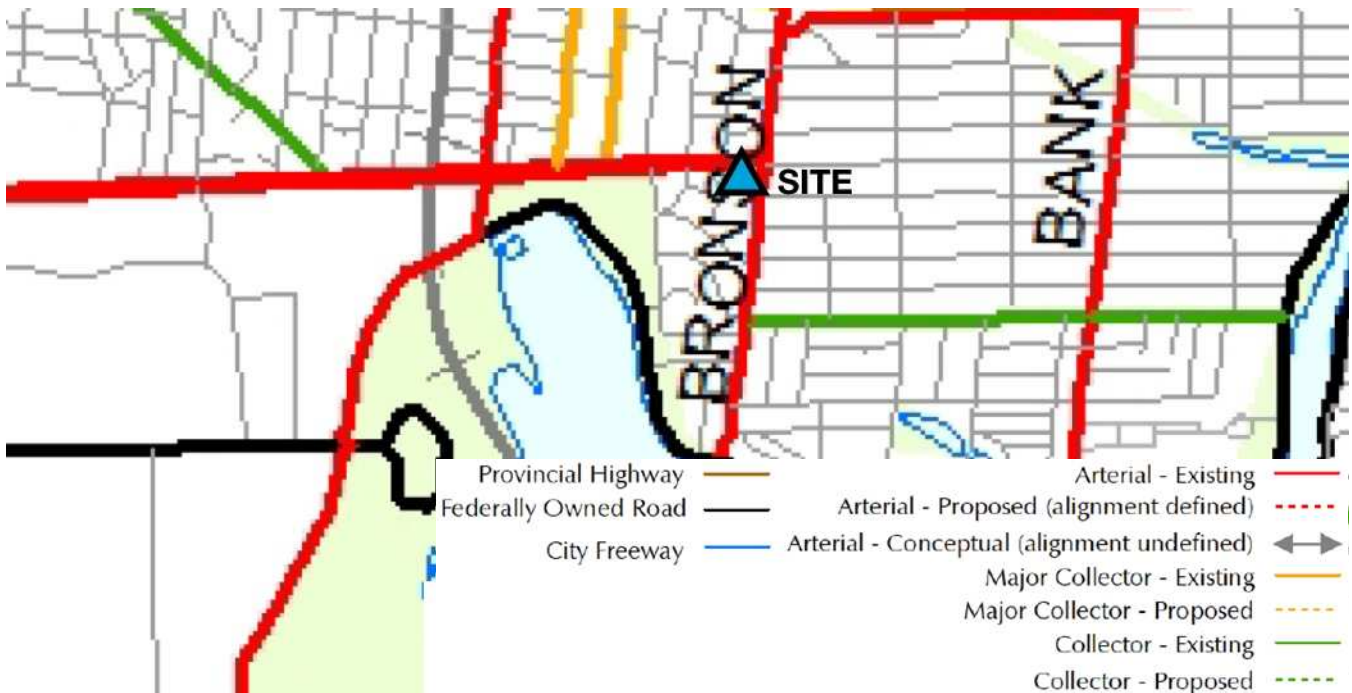 BRONSON
BANK
SITE
Provincial Highway
Federally Owned Road
City Freeway
Arterial - Existing
Arterial - Proposed (alignment defined)
Arterial - Conceptual (alignment undefined)
Major Collector - Existing
Major Collector - Proposed
Collector - Existing
Collector - Proposed